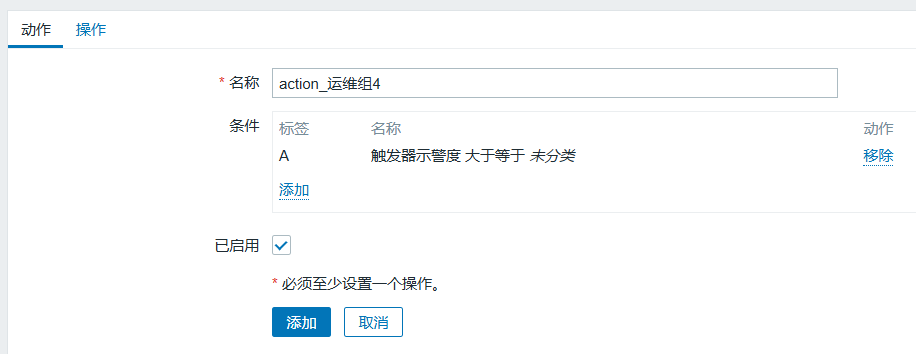 动作 操作
* 名称 action_运维组4
条件 标签 名称 动作
A 触发器示警度 大于等于 未分类 移除
添加
已启用
* 必须至少设置一个操作。
添加 取消